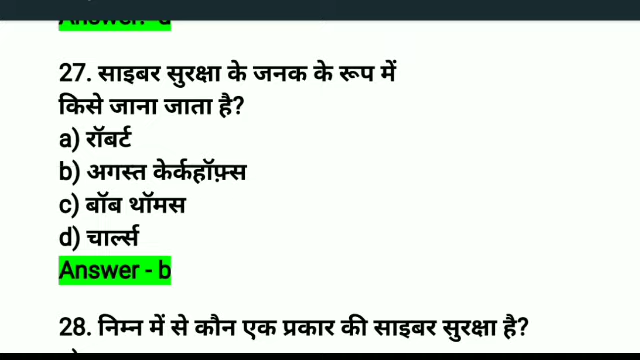 27. साइबर सुरक्षा के जनक के रूप में
किसे जाना जाता है?
a) रॉबर्ट
b) अगस्त केर्कहॉफ़्स
c) बॉब थॉमस
d) चार्ल्स
Answer - b
28. निम्न में से कौन एक प्रकार की साइबर सुरक्षा है?